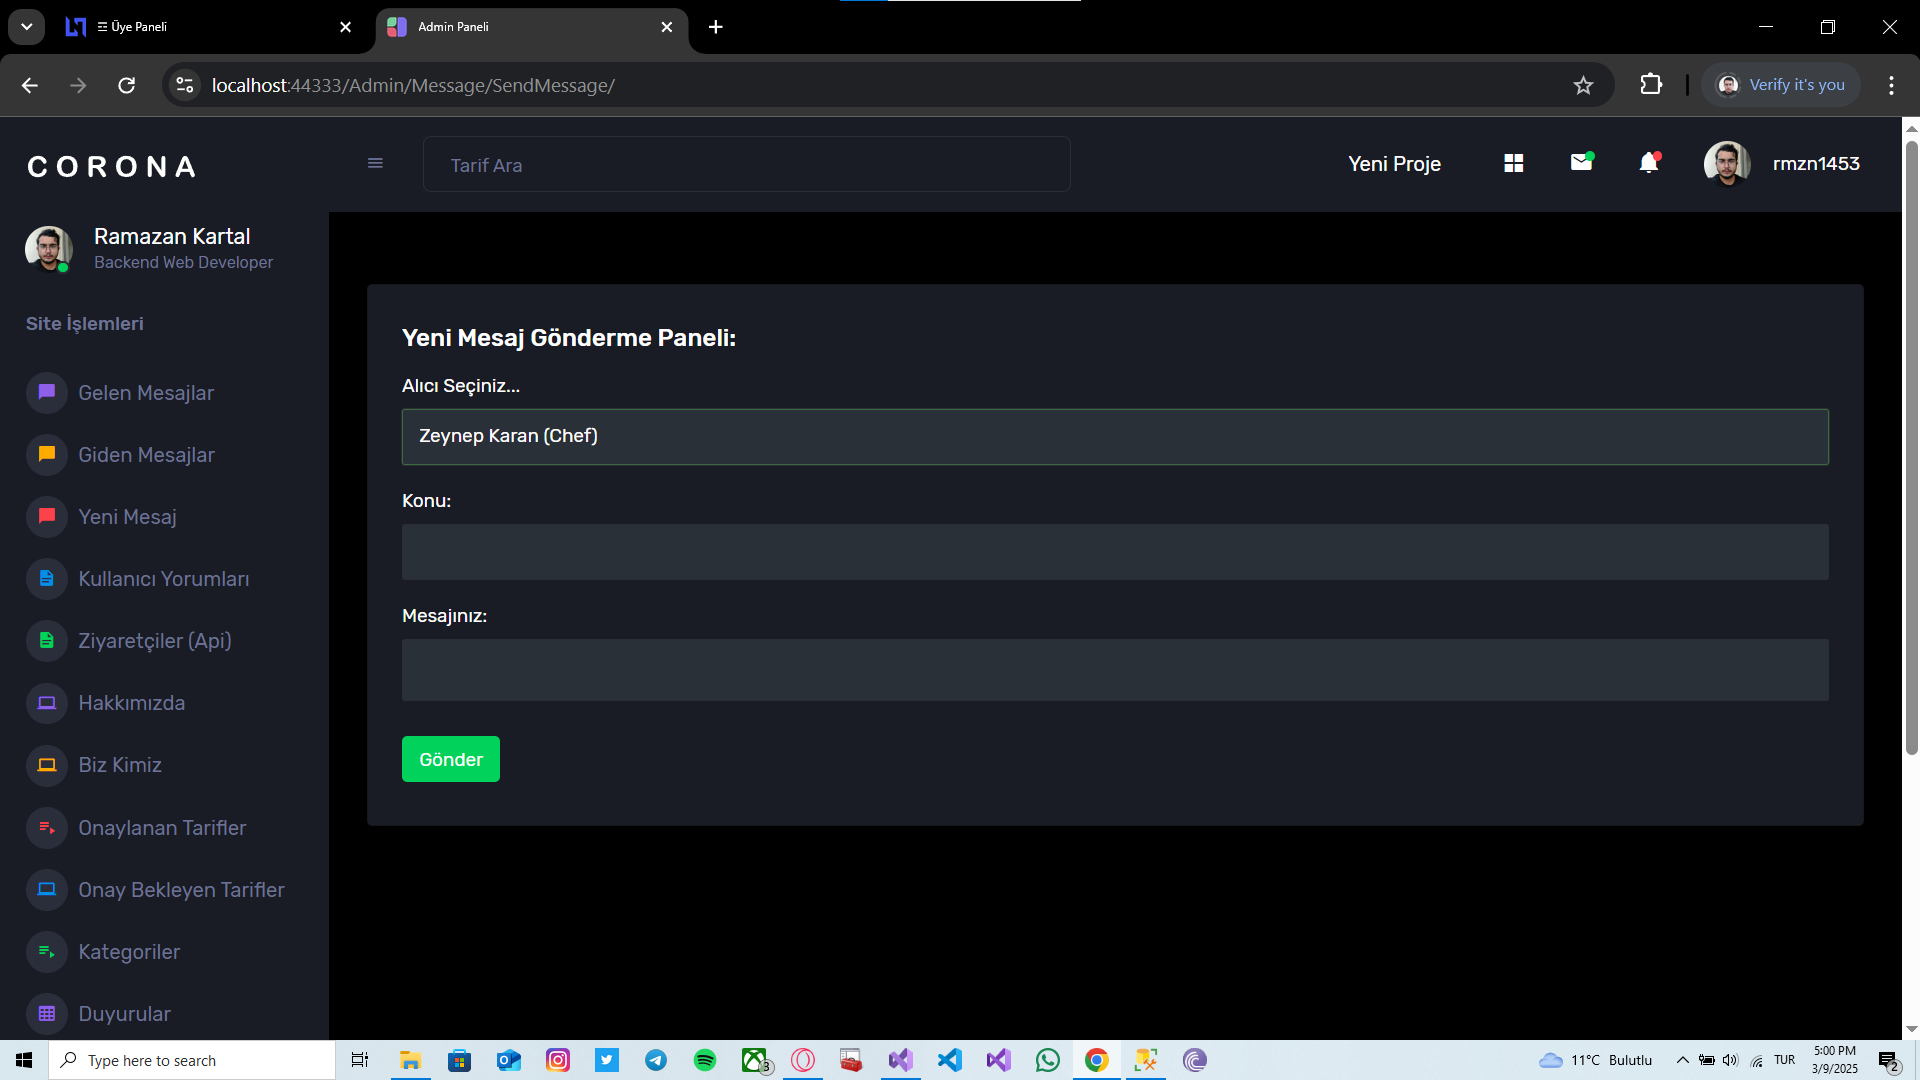 Üye Paneli
Admin Paneli
localhost:44333/Admin/Message/SendMessage/
Verify it's you
CORONA
Tarif Ara
Yeni Proje
rmzn1453
Ramazan Kartal
Backend Web Developer
Site İşlemleri
Gelen Mesajlar
Giden Mesajlar
Yeni Mesaj
Kullanıcı Yorumları
Ziyaretçiler (Api)
Hakkımızda
Biz Kimiz
Onaylanan Tarifler
Onay Bekleyen Tarifler
Kategoriler
Duyurular
Yeni Mesaj Gönderme Paneli:
Alıcı Seçiniz...
Zeynep Karan (Chef)
Konu:
Mesajınız:
Gönder
Type here to search
3
11°C Bulutlu
TUR
5:00 PM
3/9/2025
2